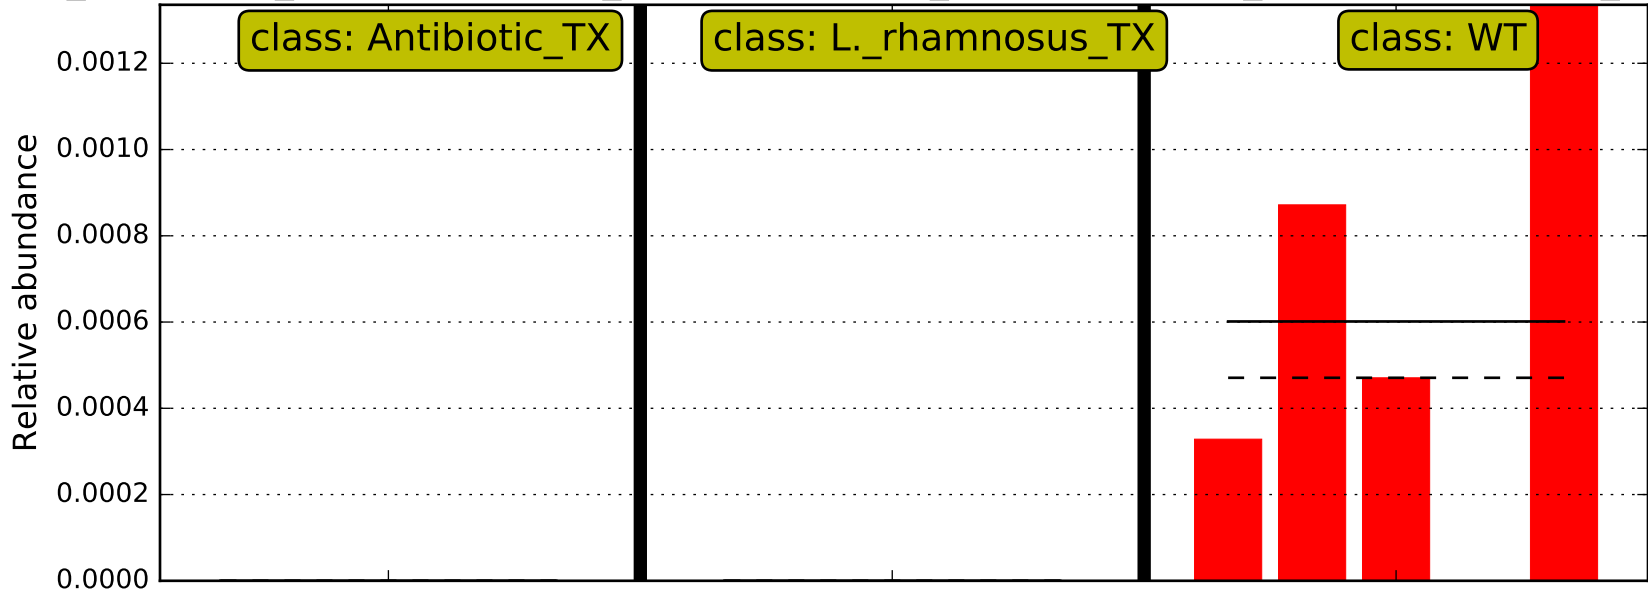 class: Antibiotic_TX
class: L._rhamnosus_TX
class: WT
Relative abundance
0.0012
0.0010
0.0008
0.0006
0.0004
0.0002
0.0000